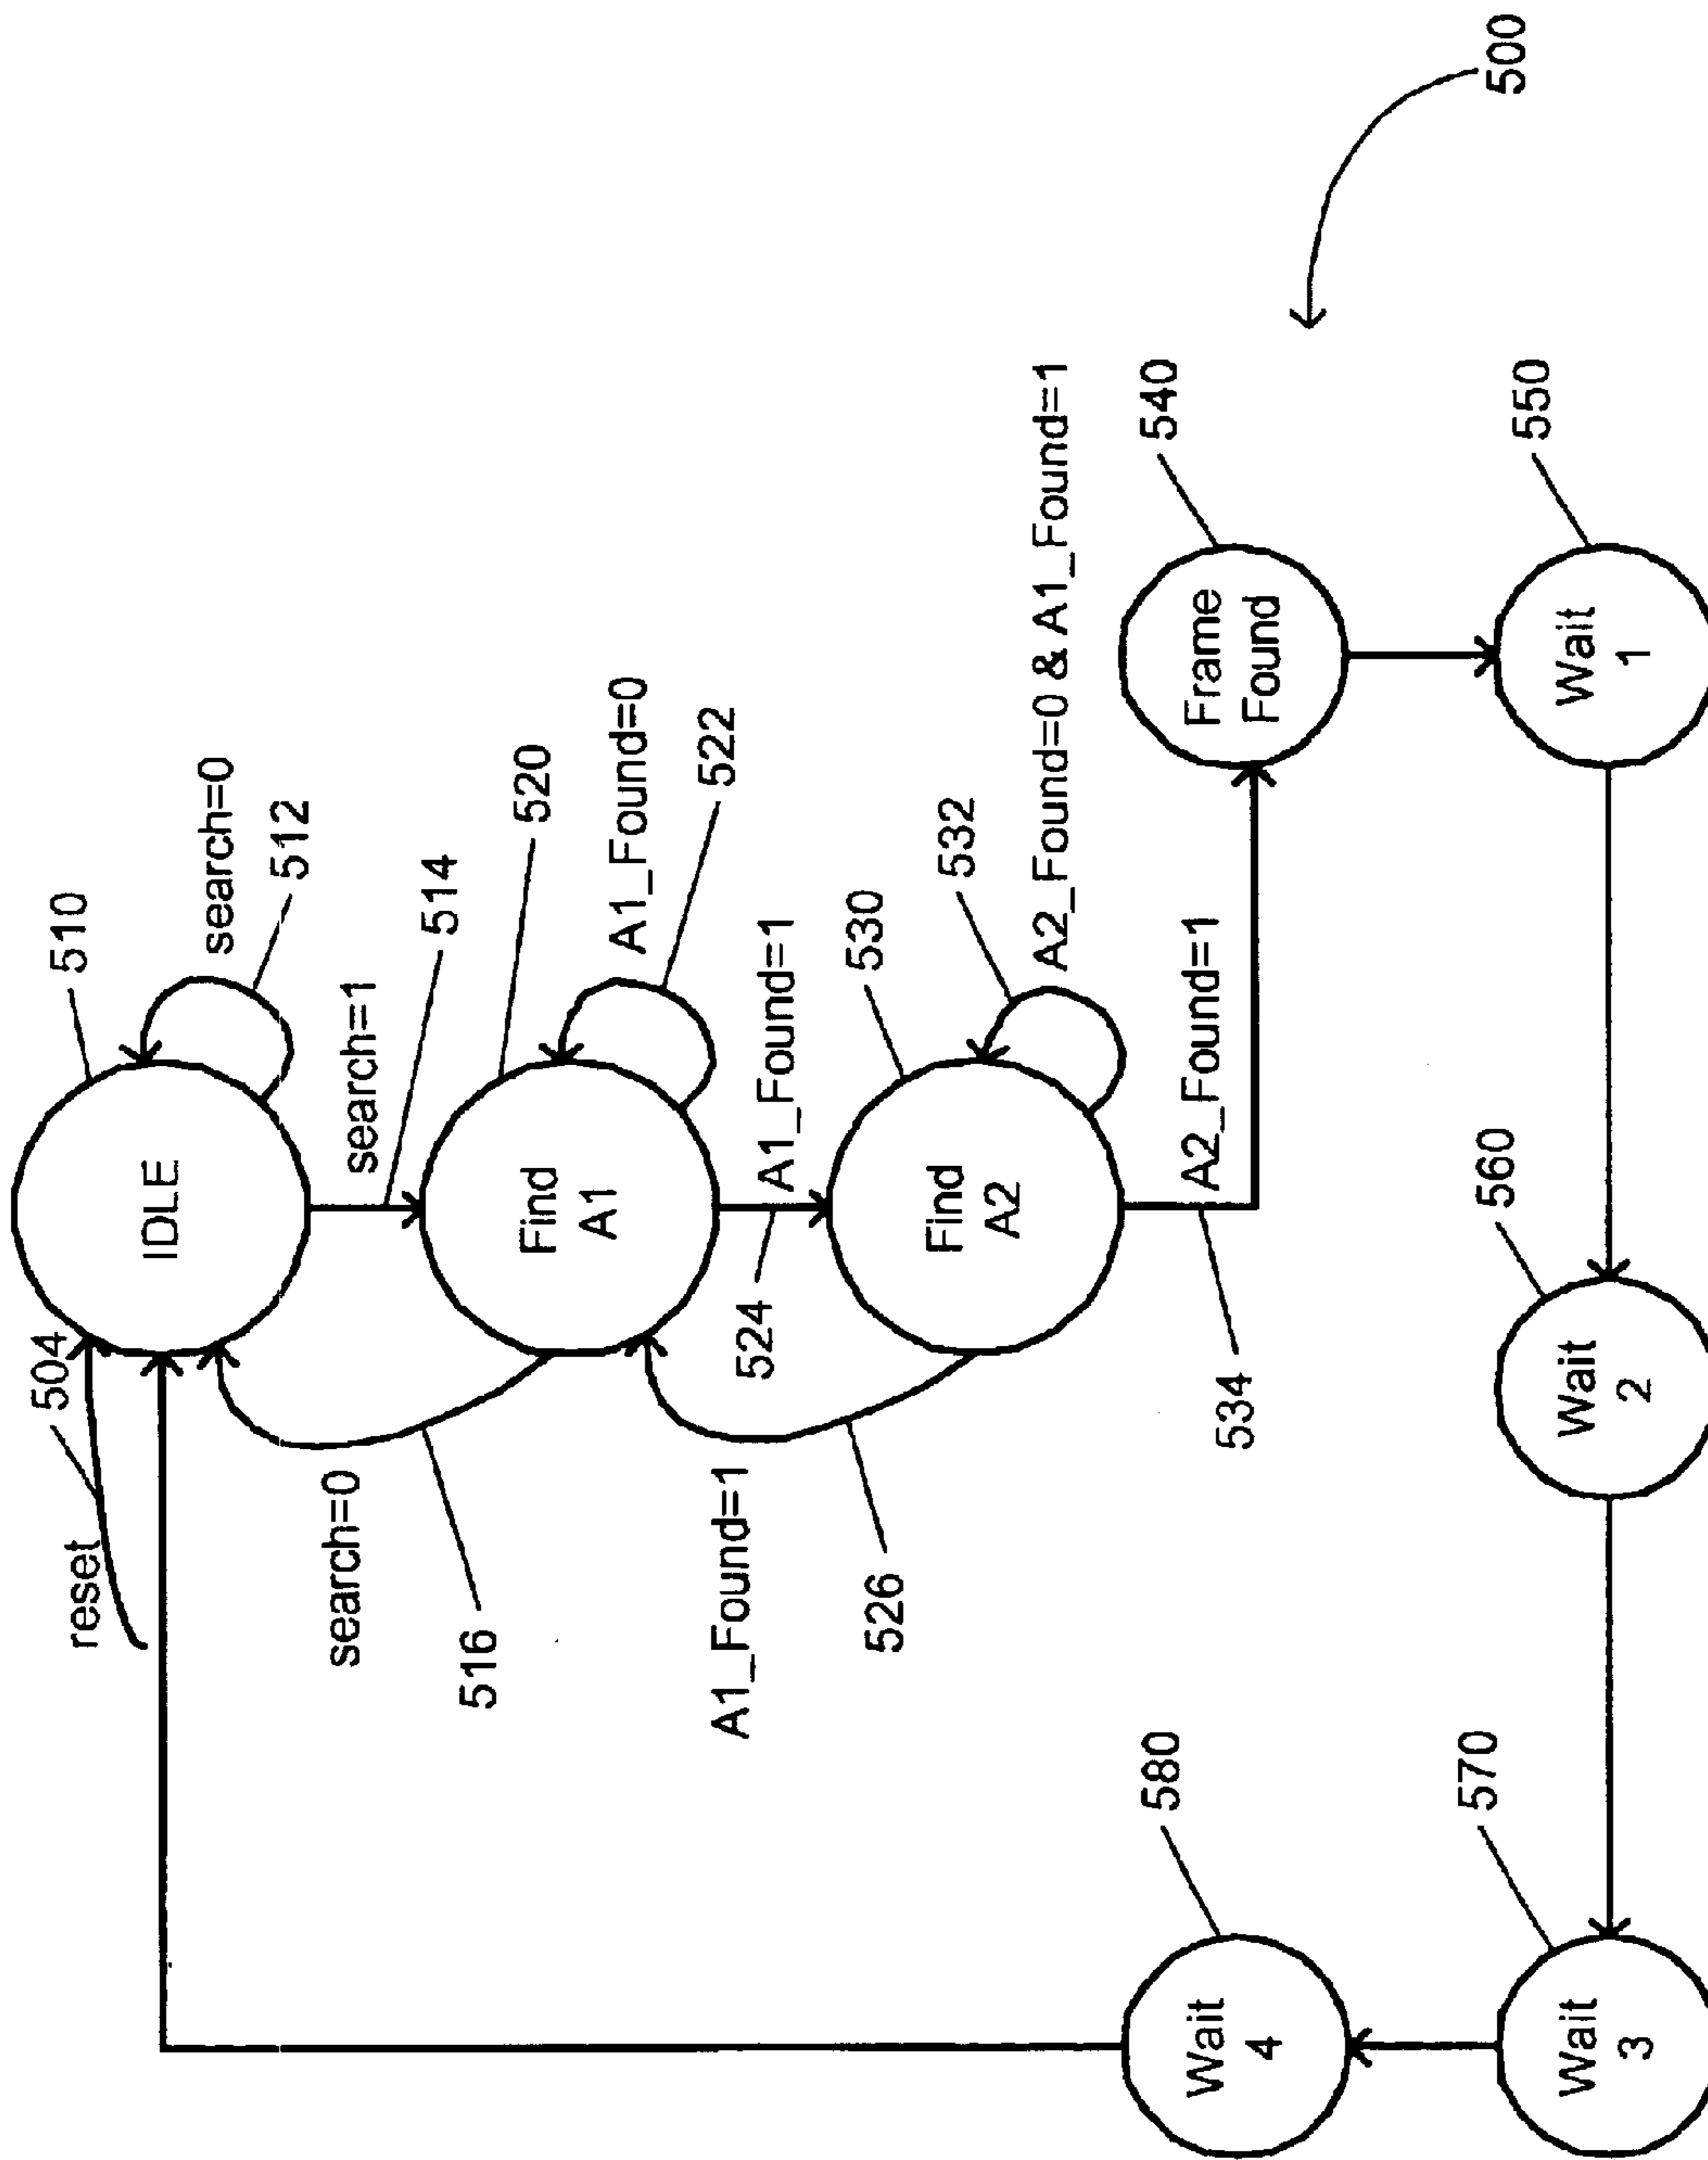 reset
504
IDLE
510
search=0
512
search=1
514
search=0
516
Find
A1
520
A1_Found=0
522
524
A1_Found=1
A1_Found=1
526
Find
A2
530
532
A2_Found=0 & A1_Found=1
534
A2_Found=1
Frame
Found
540
500
Wait
1
550
Wait
2
560
Wait
3
570
Wait
4
580